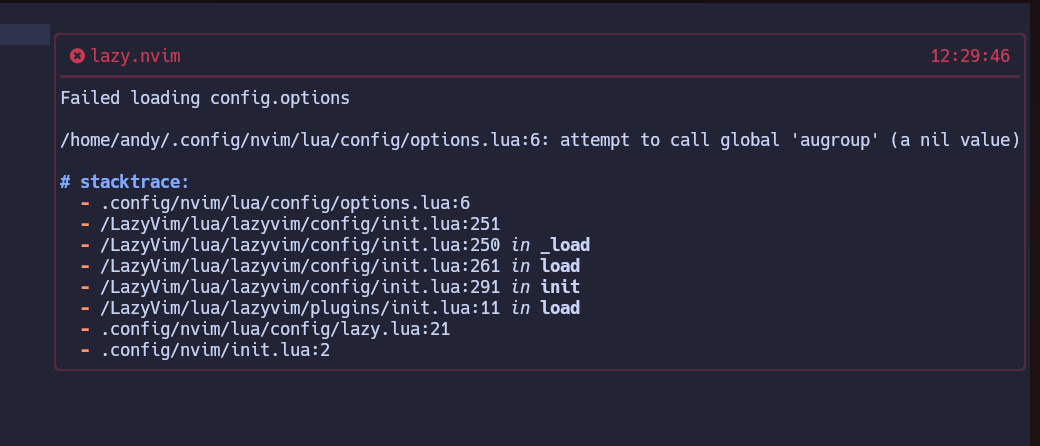 lazy.nvim 12:29:46
Failed loading config.options
/home/andy/.config/nvim/lua/config/options.lua:6: attempt to call global 'augroup' (a nil value)
# stacktrace:
- .config/nvim/lua/config/options.lua:6
- /LazyVim/lua/lazyvim/config/init.lua:251
- /LazyVim/lua/lazyvim/config/init.lua:250 in _load
- /LazyVim/lua/lazyvim/config/init.lua:261 in load
- /LazyVim/lua/lazyvim/config/init.lua:291 in init
- /LazyVim/lua/lazyvim/plugins/init.lua:11 in load
- .config/nvim/lua/config/lazy.lua:21
- .config/nvim/init.lua:2